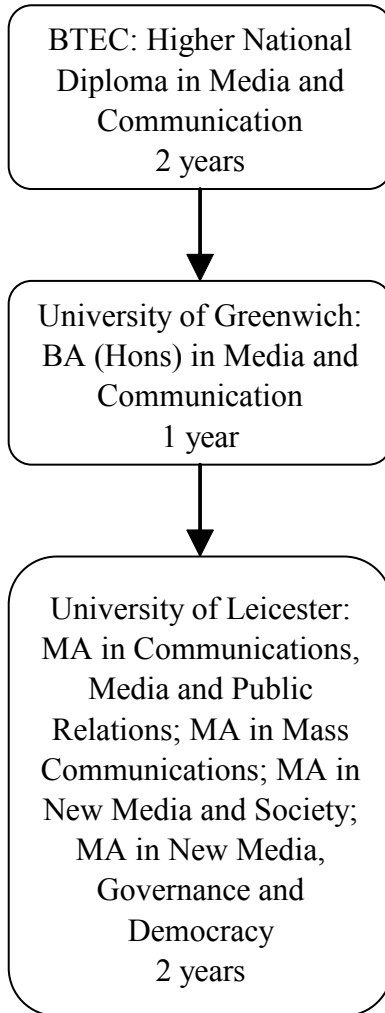 BTEC: Higher National
Diploma in Media and
Communication
2 years
University of Greenwich:
BA (Hons) in Media and
Communication
1 year
University of Leicester:
MA in Communications,
Media and Public
Relations; MA in Mass
Communications; MA in
New Media and Society;
MA in New Media,
Governance and
Democracy
2 years